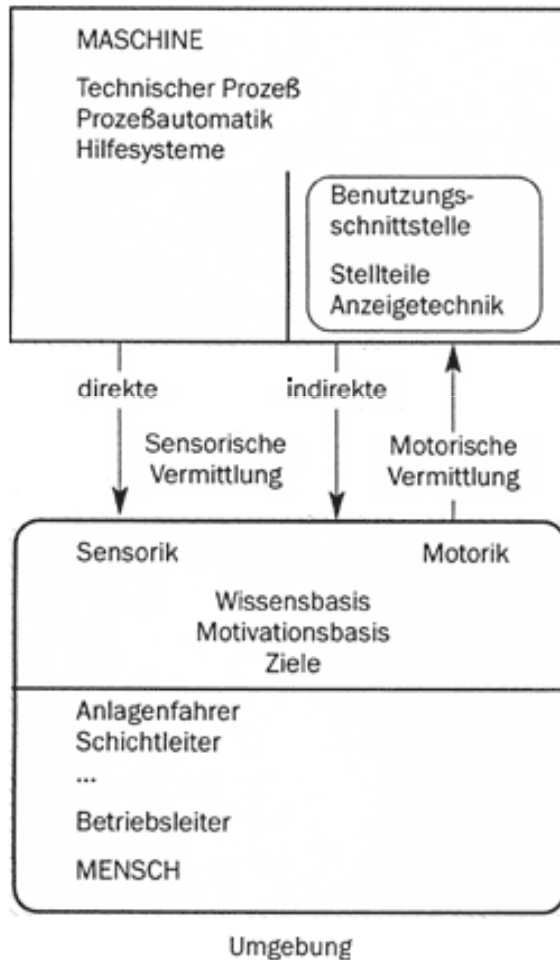 MASCHINE
Technischer Prozeß
Prozeßautomatik
Hilfesysteme
Benutzungs-
schnittstelle
Stellteile
Anzeigetechnik
direkte
indirekte
Sensorische
Vermittlung
Motorische
Vermittlung
Sensorik
Motorik
Wissensbasis
Motivationsbasis
Ziele
Anlagenfahrer
Schichtleiter
...
Betriebsleiter
MENSCH
Umgebung